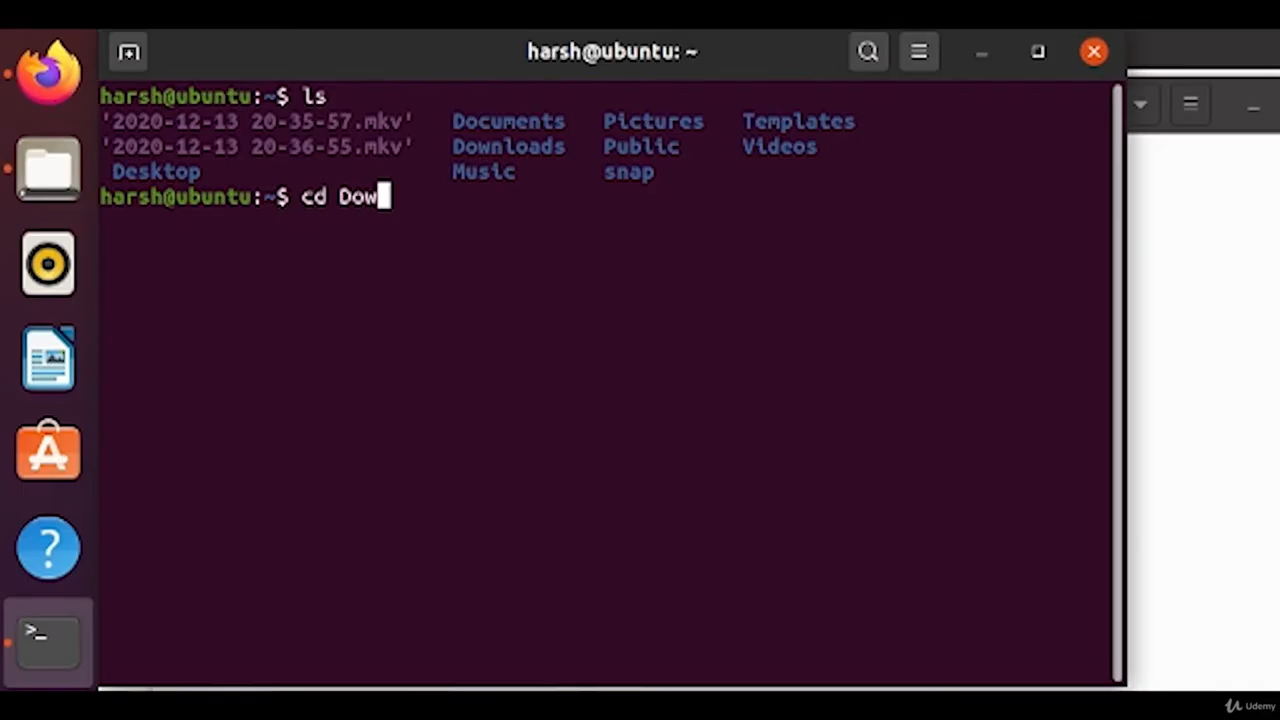 harsh@ubuntu: ~
harsh@ubuntu:~$ ls
'2020-12-13 20-35-57.mkv' Documents Pictures Templates
'2020-12-13 20-36-55.mkv' Downloads Public Videos
Desktop Music snap
harsh@ubuntu:~$ cd Dow
Udemy